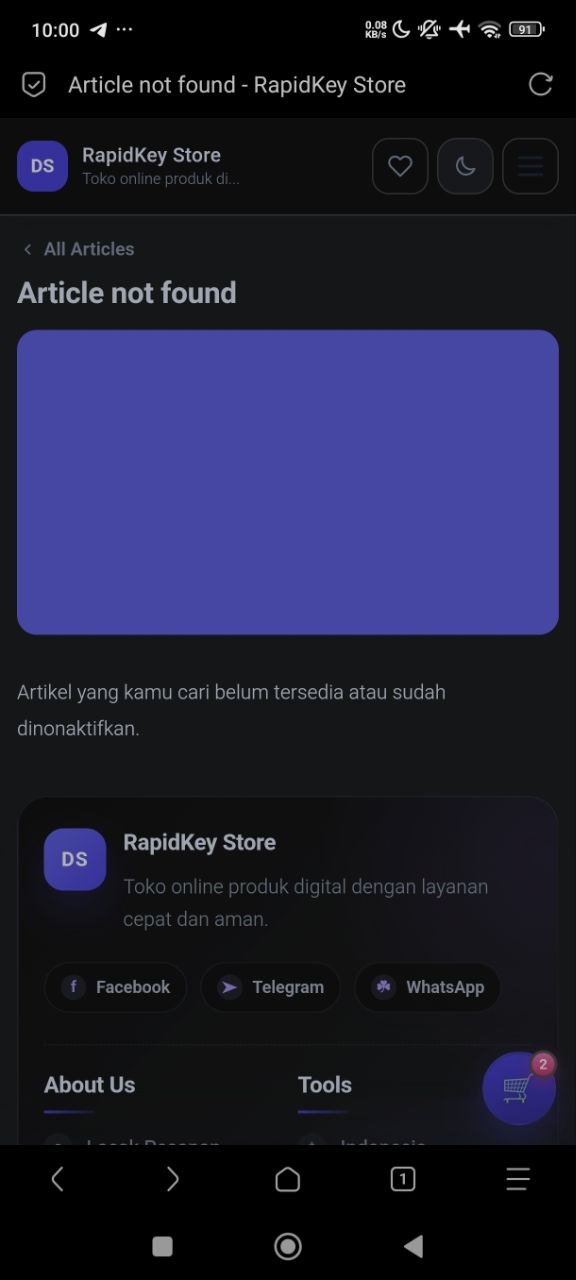 10:00
0.08
KB/s
91
Article not found - RapidKey Store
DS
RapidKey Store
Toko online produk di...
All Articles
Article not found
Artikel yang kamu cari belum tersedia atau sudah
dinonaktifkan.
DS
RapidKey Store
Toko online produk digital dengan layanan
cepat dan aman.
f Facebook
Telegram
WhatsApp
About Us
Tools
2
Indonesia
1